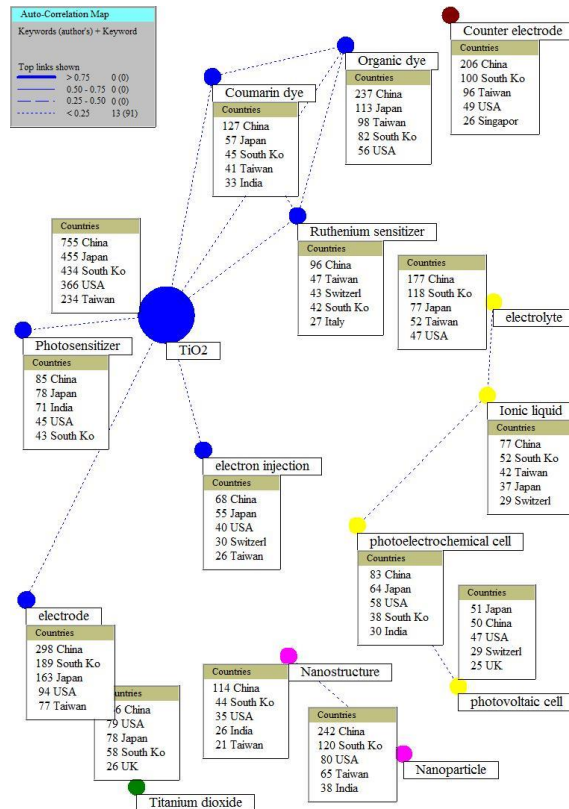 Auto-Correlation Map
Keywords (author's) + Keyword
Top links shown
> 0.75 0 (0)
0.50 - 0.75 0 (0)
0.25 - 0.50 0 (0)
< 0.25 13 (91)
Counter electrode
Countries
206 China
100 South Ko
96 Taiwan
49 USA
26 Singapor
Organic dye
Countries
237 China
113 Japan
98 Taiwan
82 South Ko
56 USA
Coumarin dye
Countries
127 China
57 Japan
45 South Ko
41 Taiwan
33 India
Ruthenium sensitizer
Countries
96 China
47 Taiwan
43 Switzerl
42 South Ko
27 Italy
Countries
755 China
455 Japan
434 South Ko
366 USA
234 Taiwan
TiO2
Countries
177 China
118 South Ko
77 Japan
52 Taiwan
47 USA
electrolyte
Photosensitizer
Countries
85 China
78 Japan
71 India
45 USA
43 South Ko
Ionic liquid
Countries
77 China
52 South Ko
42 Taiwan
37 Japan
29 Switzerl
electron injection
Countries
68 China
55 Japan
40 USA
30 Switzerl
26 Taiwan
photoelectrochemical cell
Countries
83 China
64 Japan
58 USA
38 South Ko
30 India
Countries
51 Japan
50 China
47 USA
29 Switzerl
25 UK
photovoltaic cell
electrode
Countries
298 China
189 South Ko
163 Japan
94 USA
77 Taiwan
Nanostructure
Countries
114 China
44 South Ko
35 USA
26 India
21 Taiwan
Countries
242 China
120 South Ko
80 USA
65 Taiwan
38 India
Nanoparticle
6 China
79 USA
78 Japan
58 South Ko
26 UK
Titanium dioxide